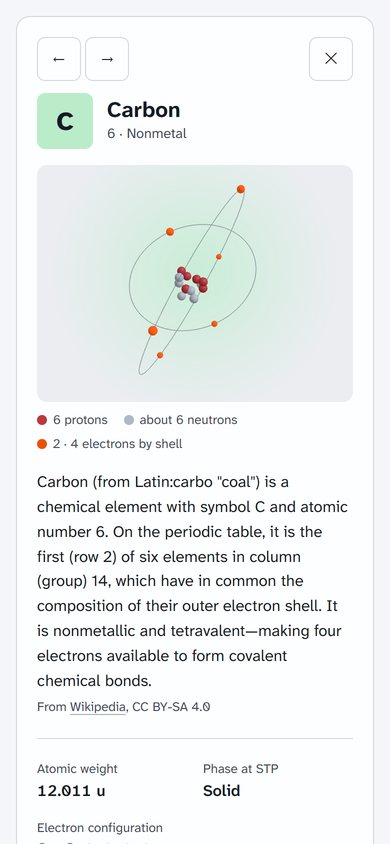 ← →
C
Carbon
6 · Nonmetal
6 protons about 6 neutrons
2 · 4 electrons by shell
Carbon (from Latin:carbo "coal") is a
chemical element with symbol C and atomic
number 6. On the periodic table, it is the
first (row 2) of six elements in column
(group) 14, which have in common the
composition of their outer electron shell. It
is nonmetallic and tetravalent—making four
electrons available to form covalent
chemical bonds.
From Wikipedia, CC BY-SA 4.0
Atomic weight Phase at STP
12.011 u Solid
Electron configuration